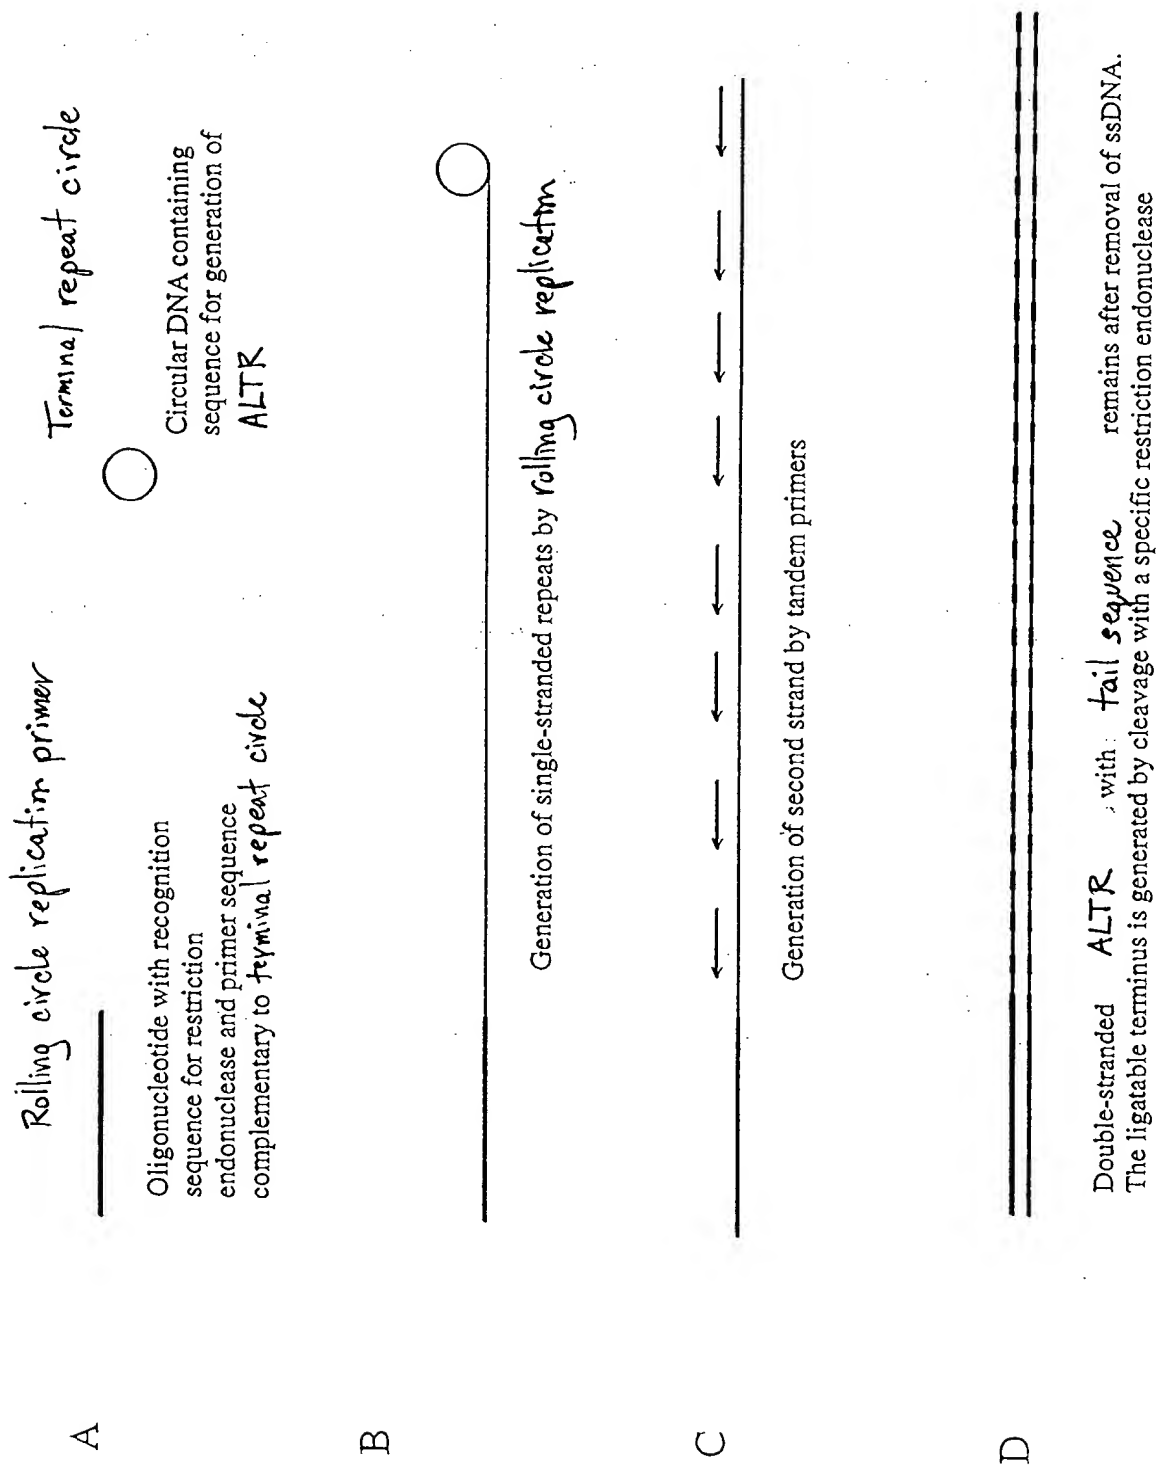 A
Rolling circle replication primer
Oligonucleotide with recognition
sequence for restriction
endonuclease and primer sequence
complementary to terminal repeat circle
Terminal repeat circle
Circular DNA containing
sequence for generation of
ALTR
B
Generation of single-stranded repeats by rolling circle replication
C
Generation of second strand by tandem primers
D
Double-stranded ALTR , with: tail sequence remains after removal of ssDNA.
The ligatable terminus is generated by cleavage with a specific restriction endonuclease